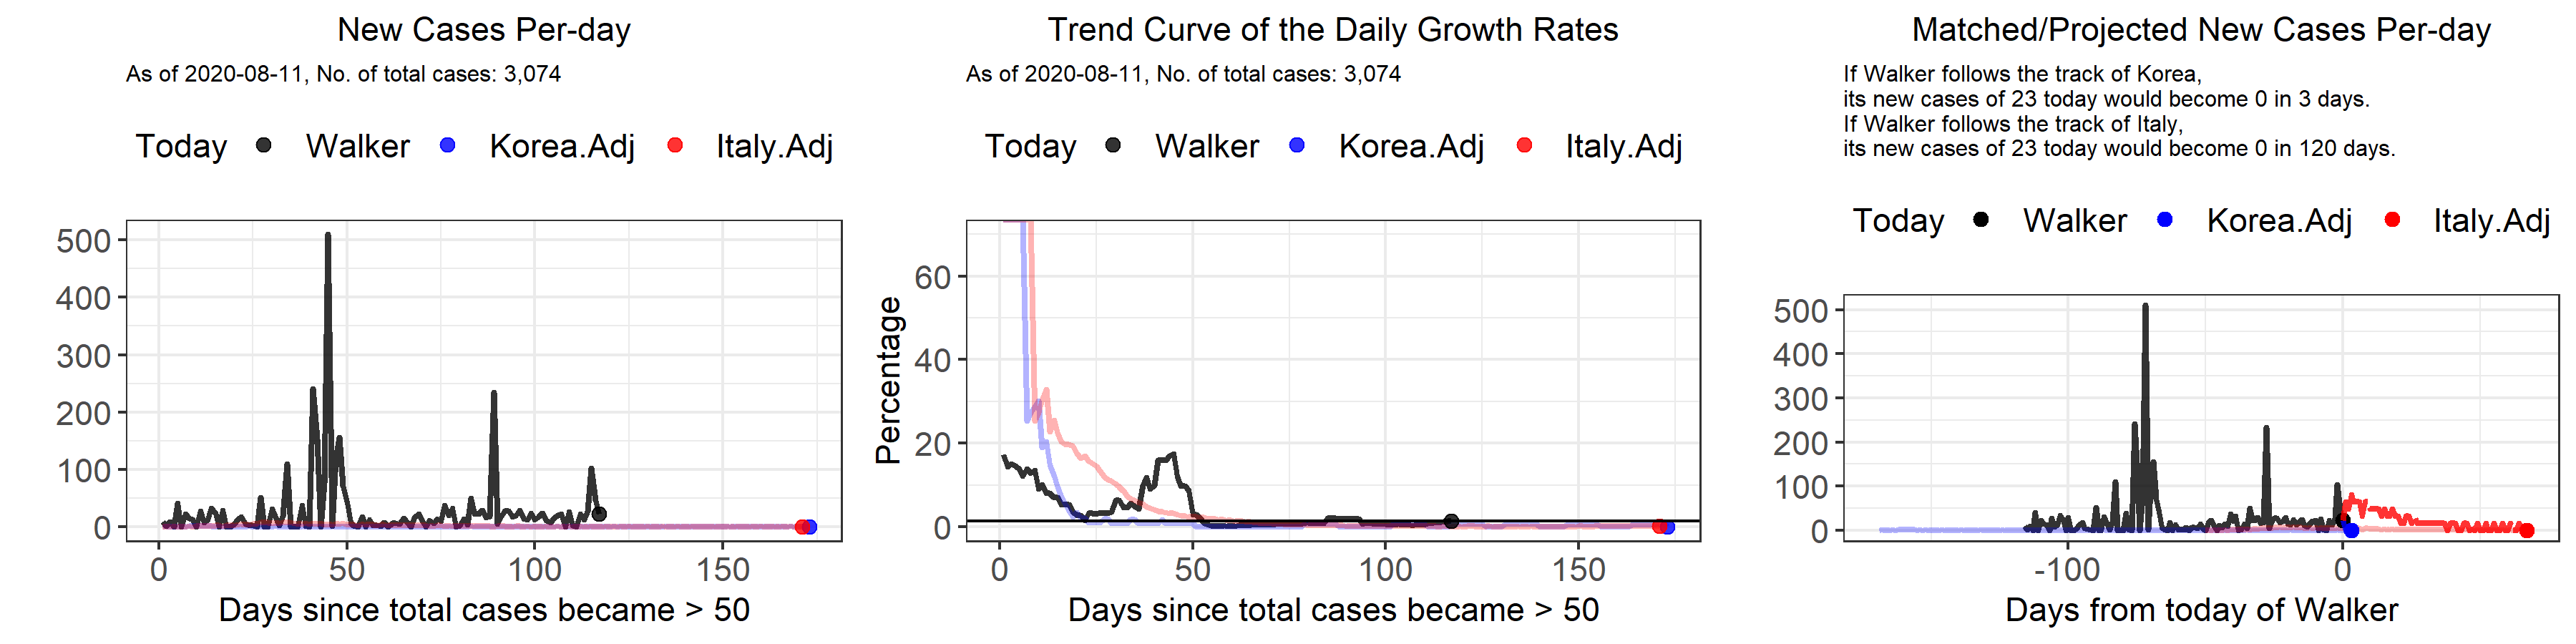 New Cases Per-day
As of 2020-08-11, No. of total cases: 3,074
Today Walker Korea.Adj Italy.Adj
500
400
300
200
100
0
0 50 100 150
Days since total cases became > 50
Trend Curve of the Daily Growth Rates
As of 2020-08-11, No. of total cases: 3,074
Today Walker Korea.Adj Italy.Adj
Percentage
60
40
20
0
0 50 100 150
Days since total cases became > 50
Matched/Projected New Cases Per-day
If Walker follows the track of Korea,
its new cases of 23 today would become 0 in 3 days.
If Walker follows the track of Italy,
its new cases of 23 today would become 0 in 120 days.
Today Walker Korea.Adj Italy.Adj
500
400
300
200
100
0
-100 0
Days from today of Walker